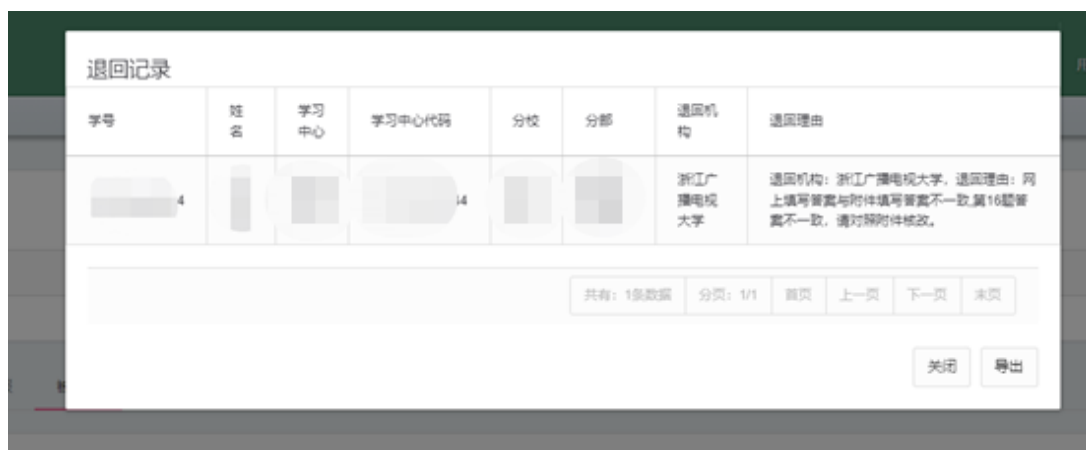 退回记录
学号
姓
名
学习
中心
学习中心代码
分校
分部
退回机
构
退回理由
4
浙江广
播电视
大学
退回机构：浙江广播电视大学，退回理由：网
上填写答案与附件填写答案不一致,第16题答
案不一致，请对照附件核改。
共有：1条数据
分页：1/1
首页
上一页
下一页
末页
关闭
导出